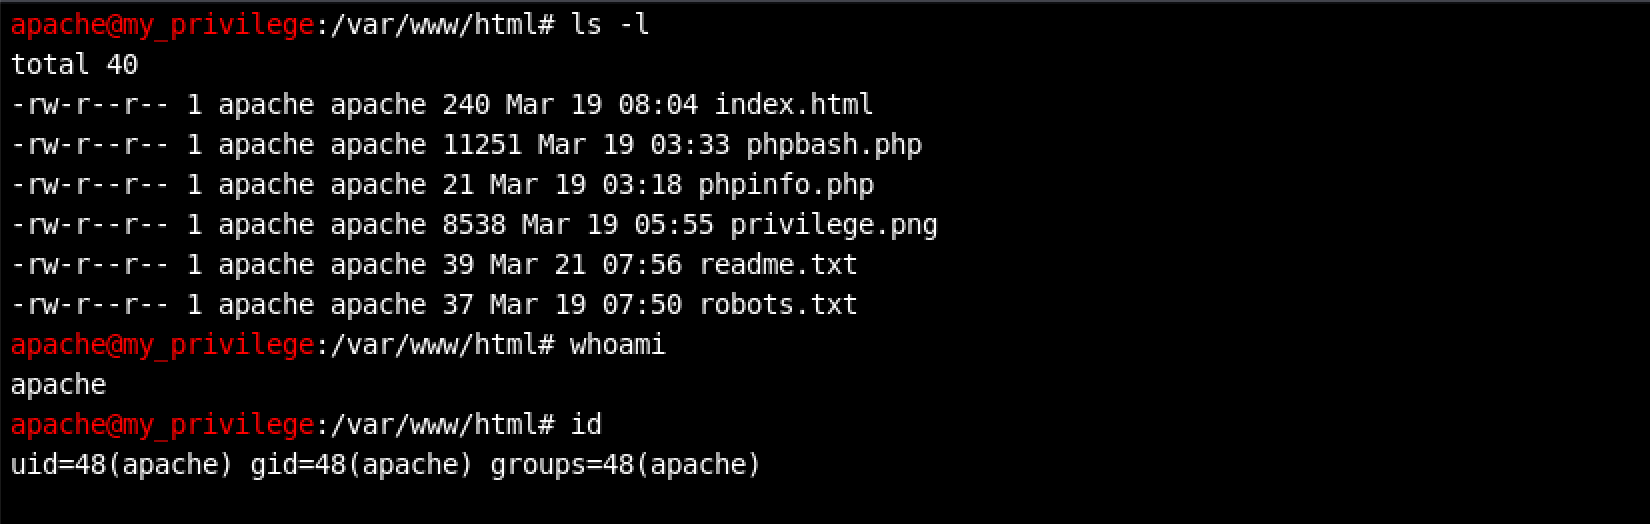 apache@my_privilege:/var/www/html# ls -l
total 40
-rw-r--r-- 1 apache apache 240 Mar 19 08:04 index.html
-rw-r--r-- 1 apache apache 11251 Mar 19 03:33 phpbash.php
-rw-r--r-- 1 apache apache 21 Mar 19 03:18 phpinfo.php
-rw-r--r-- 1 apache apache 8538 Mar 19 05:55 privilege.png
-rw-r--r-- 1 apache apache 39 Mar 21 07:56 readme.txt
-rw-r--r-- 1 apache apache 37 Mar 19 07:50 robots.txt
apache@my_privilege:/var/www/html# whoami
apache
apache@my_privilege:/var/www/html# id
uid=48(apache) gid=48(apache) groups=48(apache)